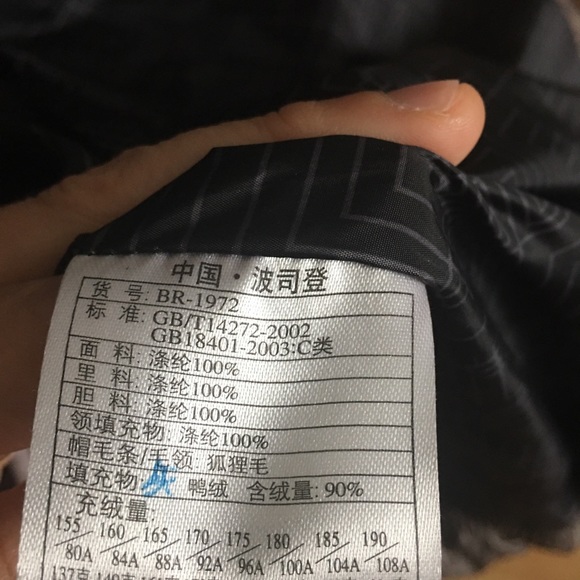 中国·波司登
货 号: BR-1972
标 准: GB/T14272-2002
GB18401-2003:C类
面 料: 涤纶100%
里 料: 涤纶100%
胆 料: 涤纶100%
领填充物: 涤纶100%
帽毛条/毛领: 狐狸毛
填充物: 鸭绒 含绒量: 90%
充绒量:
155/80A 160/84A 165/88A 170/92A 175/96A 180/100A 185/104A 190/108A
137克